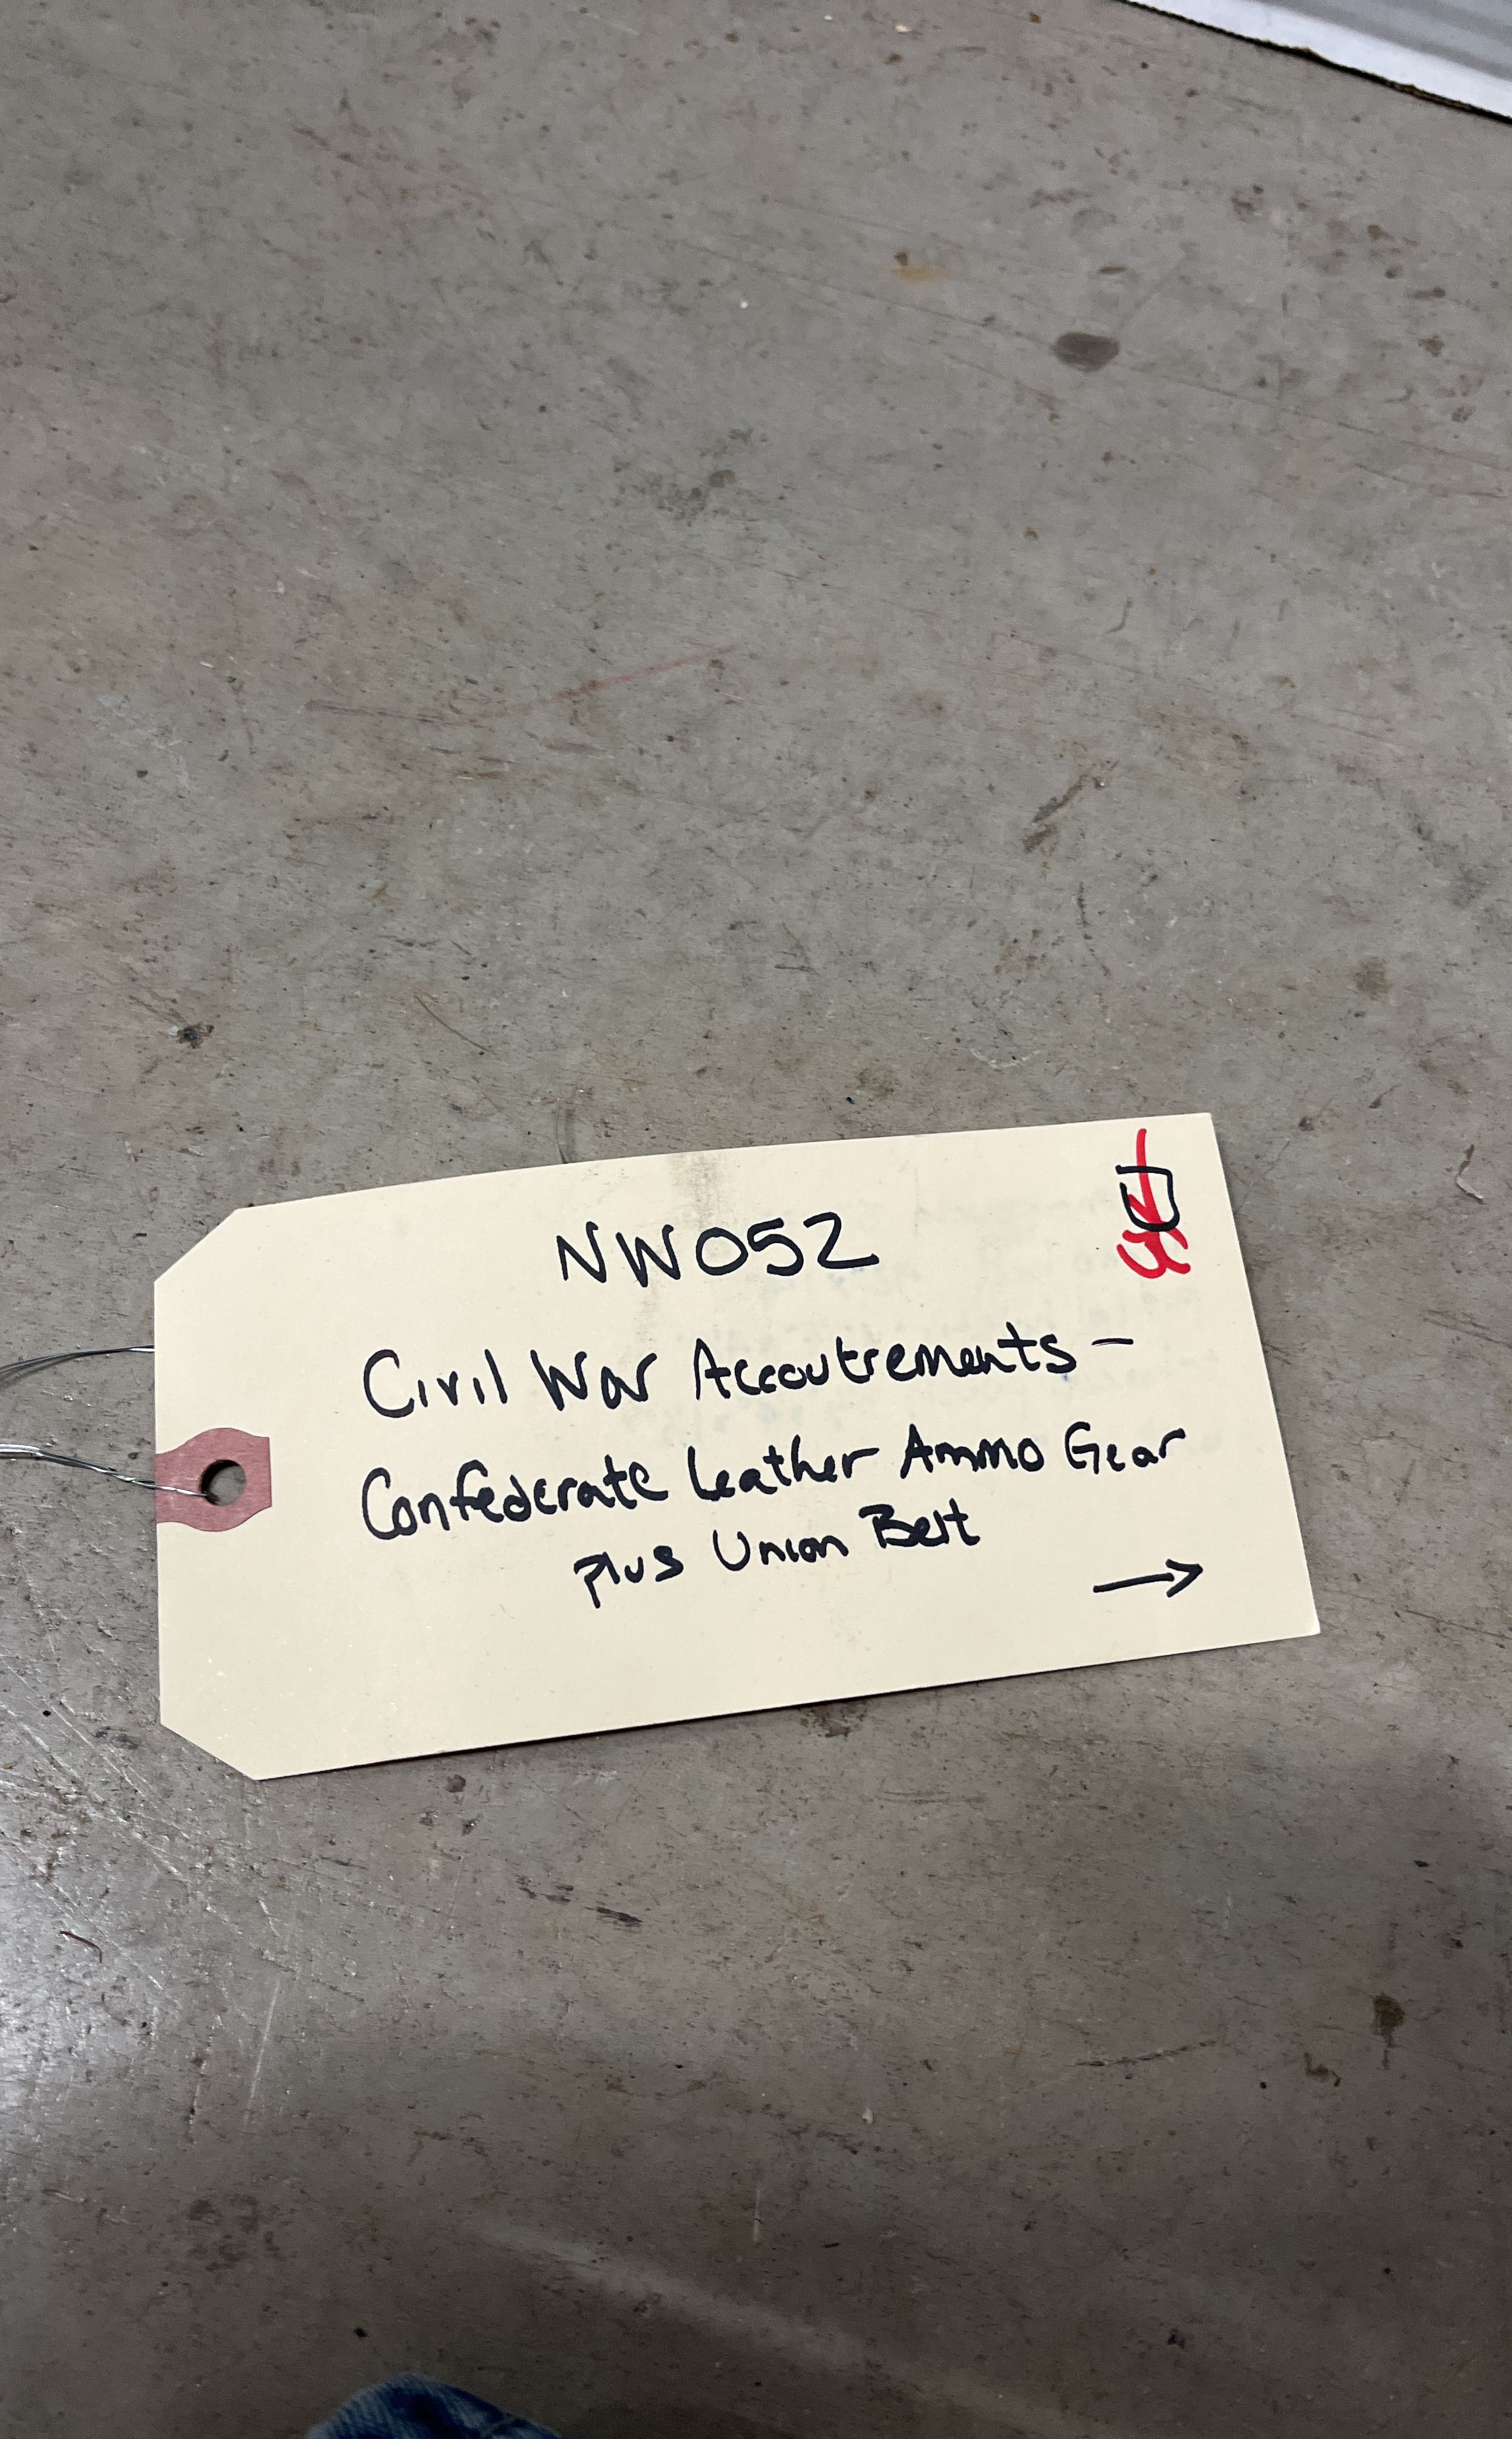 NW052
Civil War Accoutrements –
Confederate Leather Ammo Gear
plus Union Belt
→